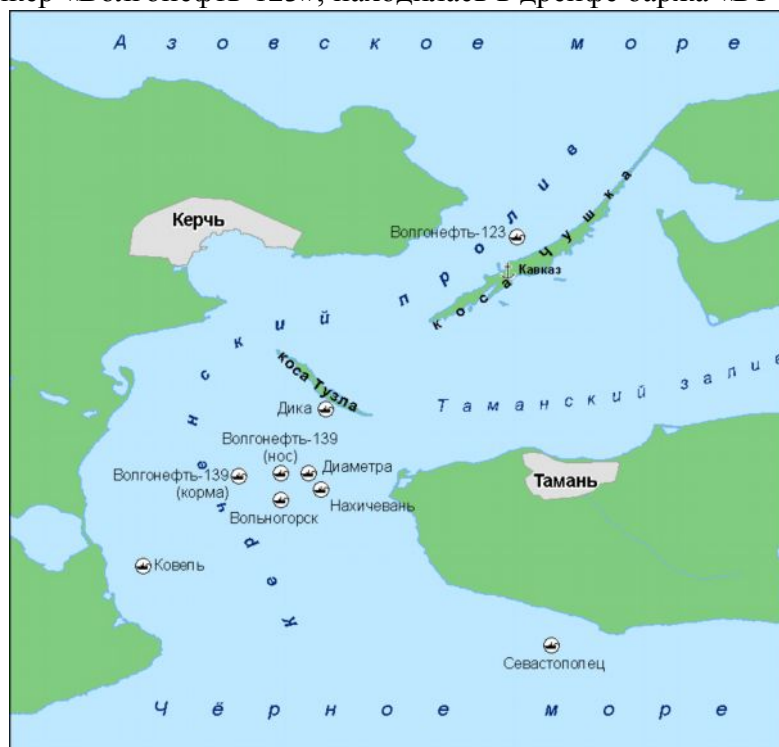 Азовское море
Керчь
Керченский пролив
Волгонефть-123
коса Чушка
Кавказ
коса Тузла
Таманский залив
Дика
Волгонефть-139
(нос)
Волгонефть-139
(корма)
Диаметра
Нахичевань
Вольногорск
Тамань
Ковель
Севастополец
Чёрное море